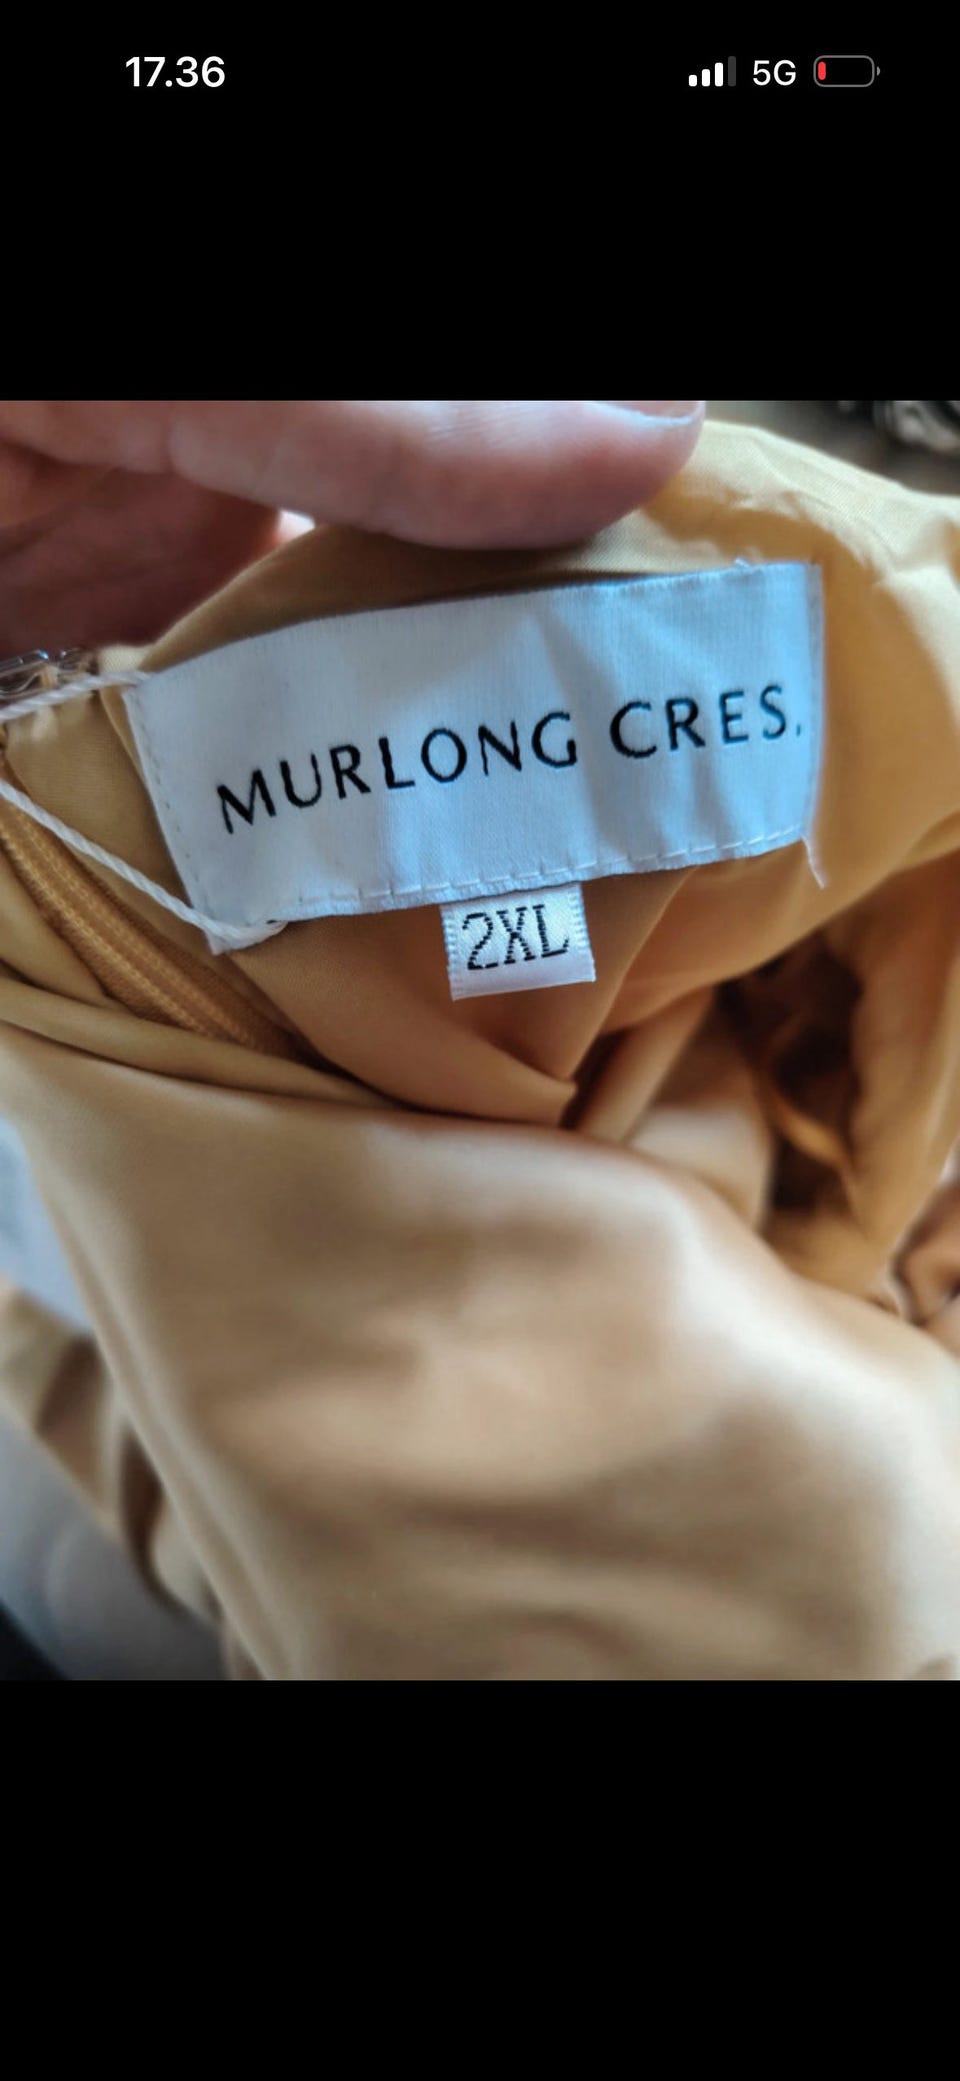 17.36 5G
MURLONG CRES.
2XL